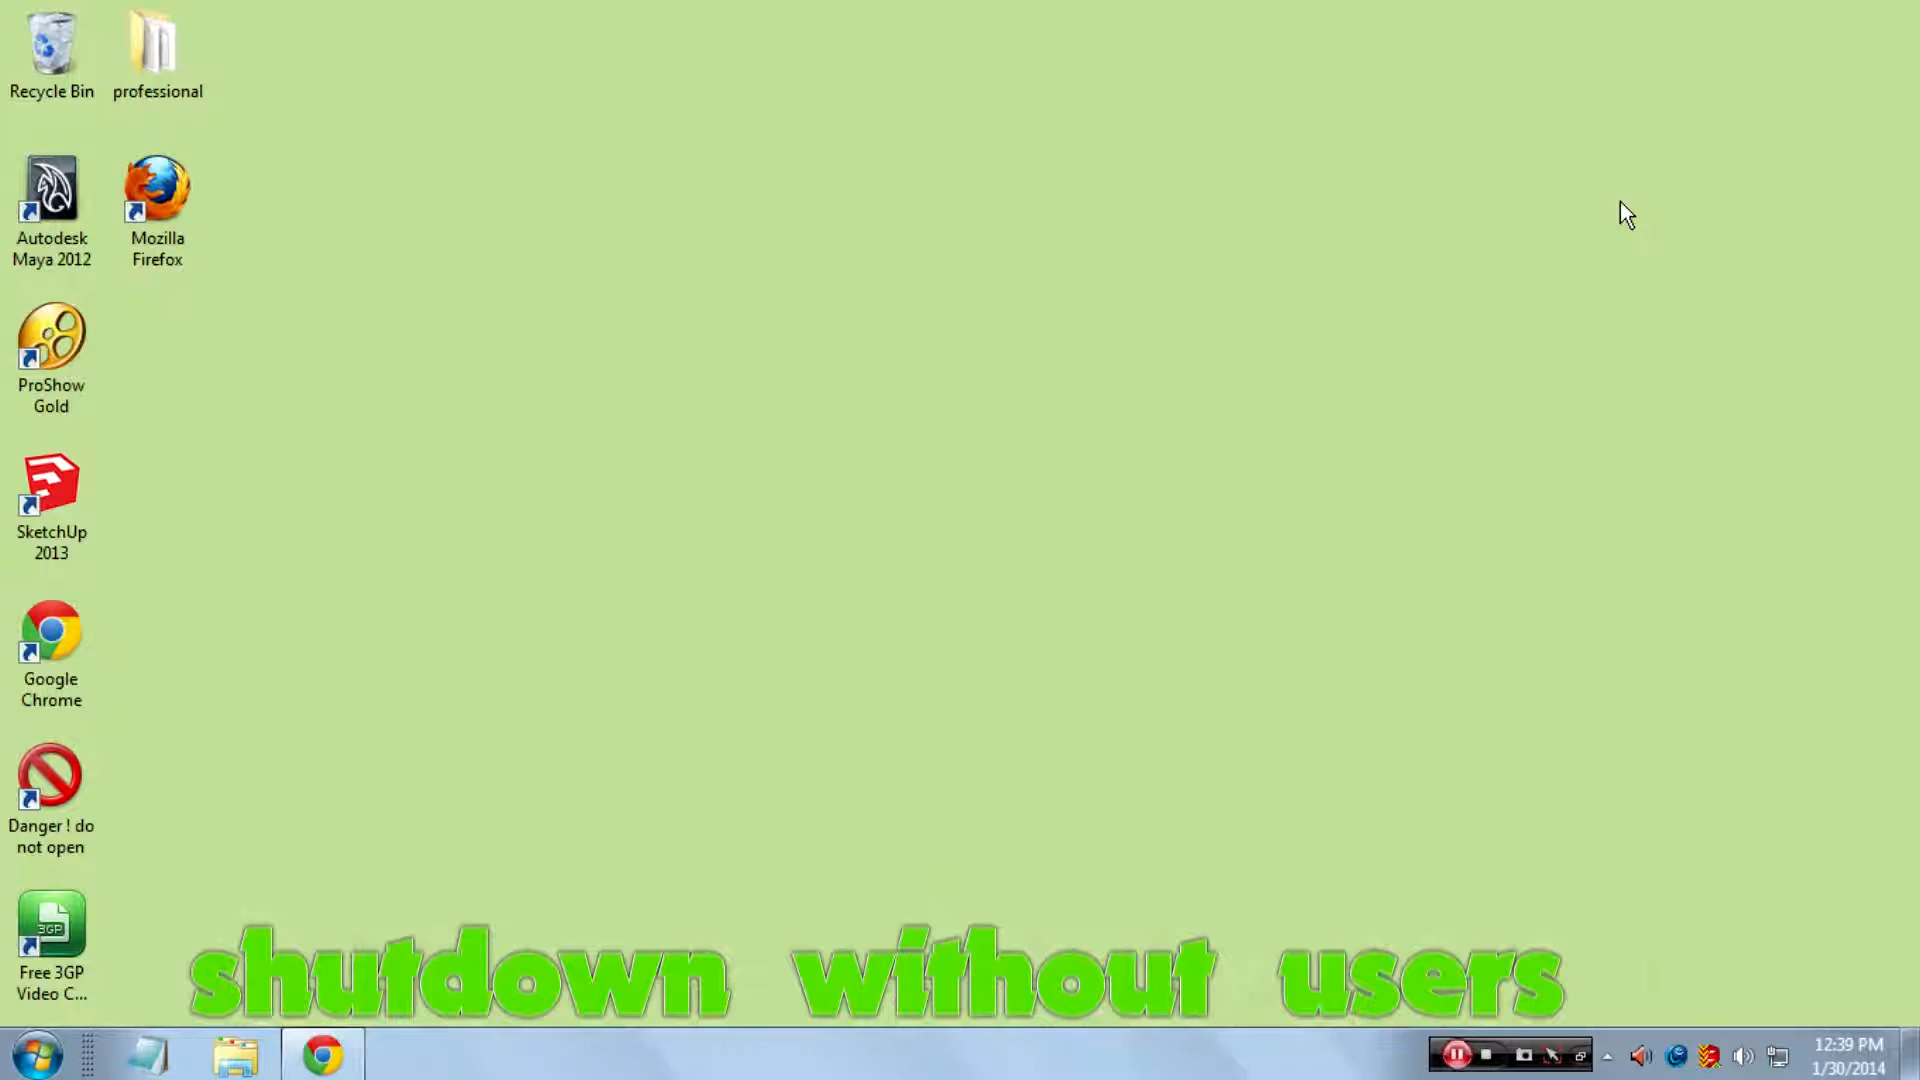 Recycle Bin
professional
Autodesk
Maya 2012
Mozilla
Firefox
ProShow
Gold
SketchUp
2013
Google
Chrome
Danger ! do
not open
3GP
Free 3GP
Video C...
shutdown without users
12:39 PM
1/30/2014